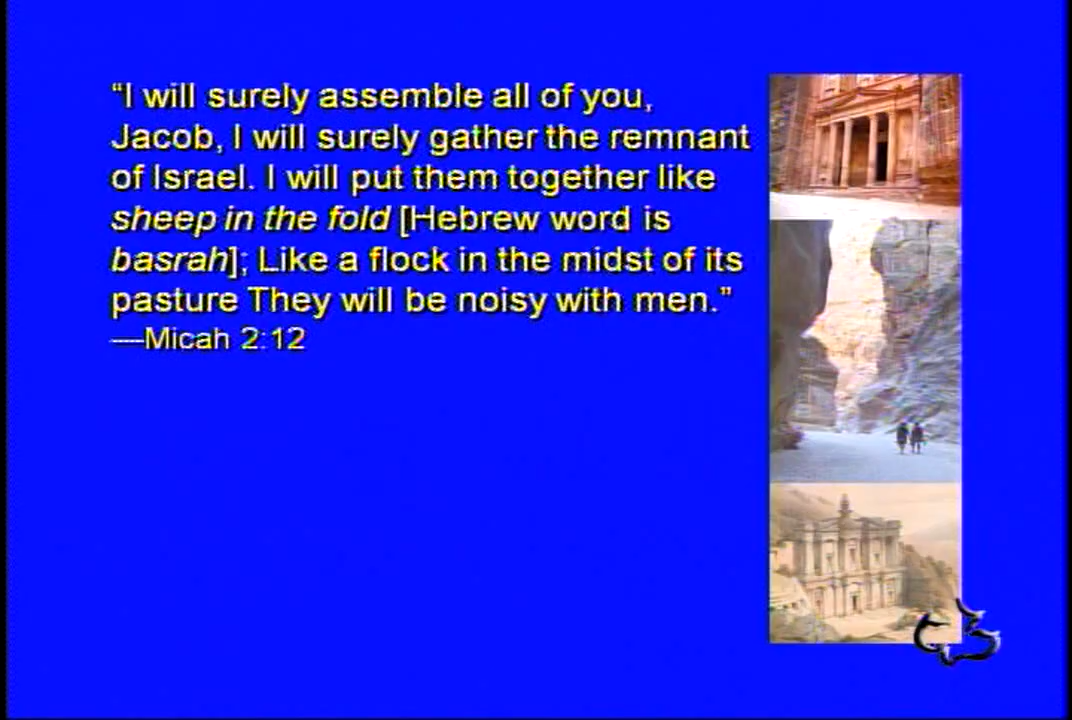 “I will surely assemble all of you,
Jacob, I will surely gather the remnant
of Israel. I will put them together like
sheep in the fold [Hebrew word is
basrah]; Like a flock in the midst of its
pasture They will be noisy with men.”
—Micah 2:12